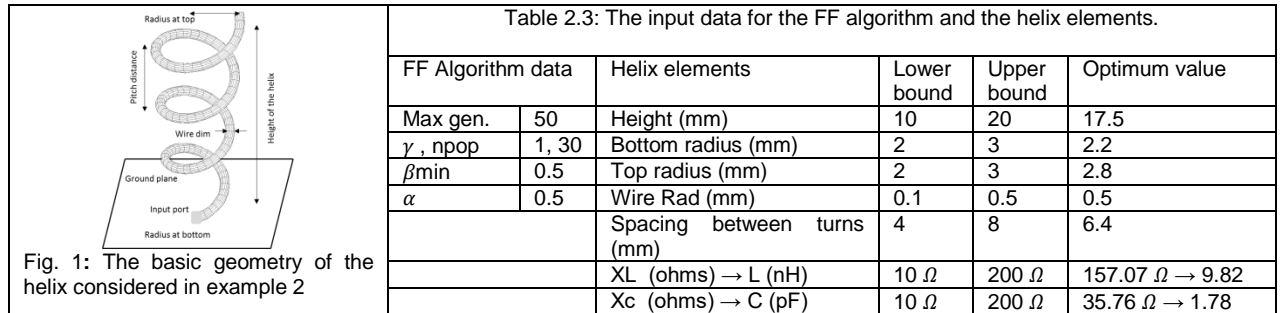 Radius at top
Pitch distance
Height of the helix
Wire dim
Ground plane
Input port
Radius at bottom
Fig. 1: The basic geometry of the
helix considered in example 2
Table 2.3: The input data for the FF algorithm and the helix elements.
FF Algorithm data Helix elements Lower bound Upper bound Optimum value
Max gen. 50 Height (mm) 10 20 17.5
γ , npop 1, 30 Bottom radius (mm) 2 3 2.2
βmin 0.5 Top radius (mm) 2 3 2.8
α 0.5 Wire Rad (mm) 0.1 0.5 0.5
Spacing between turns (mm) 4 8 6.4
XL (ohms) → L (nH) 10 Ω 200 Ω 157.07 Ω → 9.82
Xc (ohms) → C (pF) 10 Ω 200 Ω 35.76 Ω → 1.78